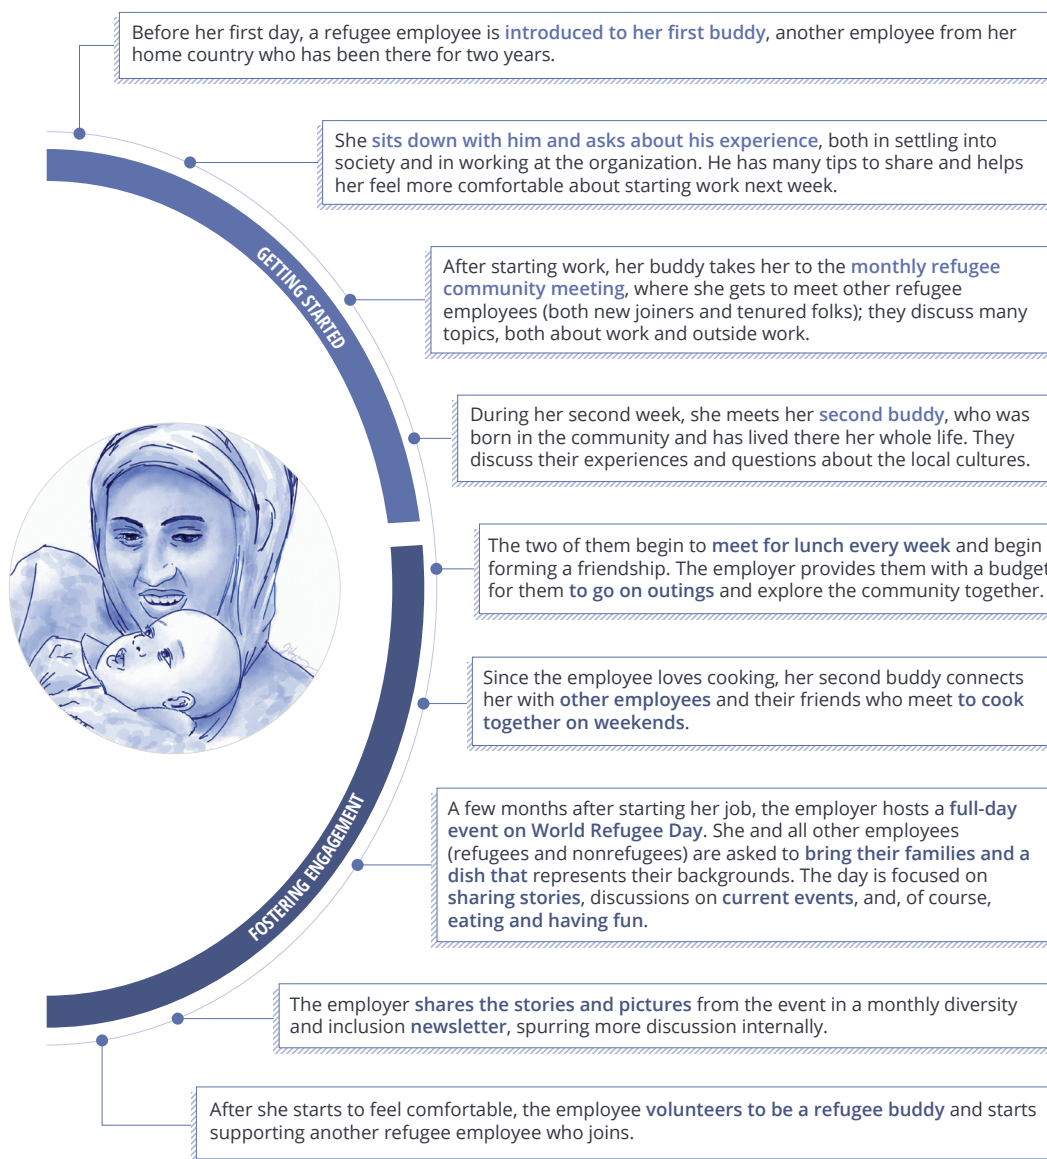 Before her first day, a refugee employee is introduced to her first buddy, another employee from her
home country who has been there for two years.
She sits down with him and asks about his experience, both in settling into
society and in working at the organization. He has many tips to share and helps
her feel more comfortable about starting work next week.
GETTING STARTED
After starting work, her buddy takes her to the monthly refugee
community meeting, where she gets to meet other refugee
employees (both new joiners and tenured folks); they discuss many
topics, both about work and outside work.
During her second week, she meets her second buddy, who was
born in the community and has lived there her whole life. They
discuss their experiences and questions about the local cultures.
The two of them begin to meet for lunch every week and begin
forming a friendship. The employer provides them with a budget
for them to go on outings and explore the community together.
Since the employee loves cooking, her second buddy connects
her with other employees and their friends who meet to cook
together on weekends.
FOSTERING ENGAGEMENT
A few months after starting her job, the employer hosts a full-day
event on World Refugee Day. She and all other employees
(refugees and nonrefugees) are asked to bring their families and a
dish that represents their backgrounds. The day is focused on
sharing stories, discussions on current events, and, of course,
eating and having fun.
The employer shares the stories and pictures from the event in a monthly diversity
and inclusion newsletter, spurring more discussion internally.
After she starts to feel comfortable, the employee volunteers to be a refugee buddy and starts
supporting another refugee employee who joins.